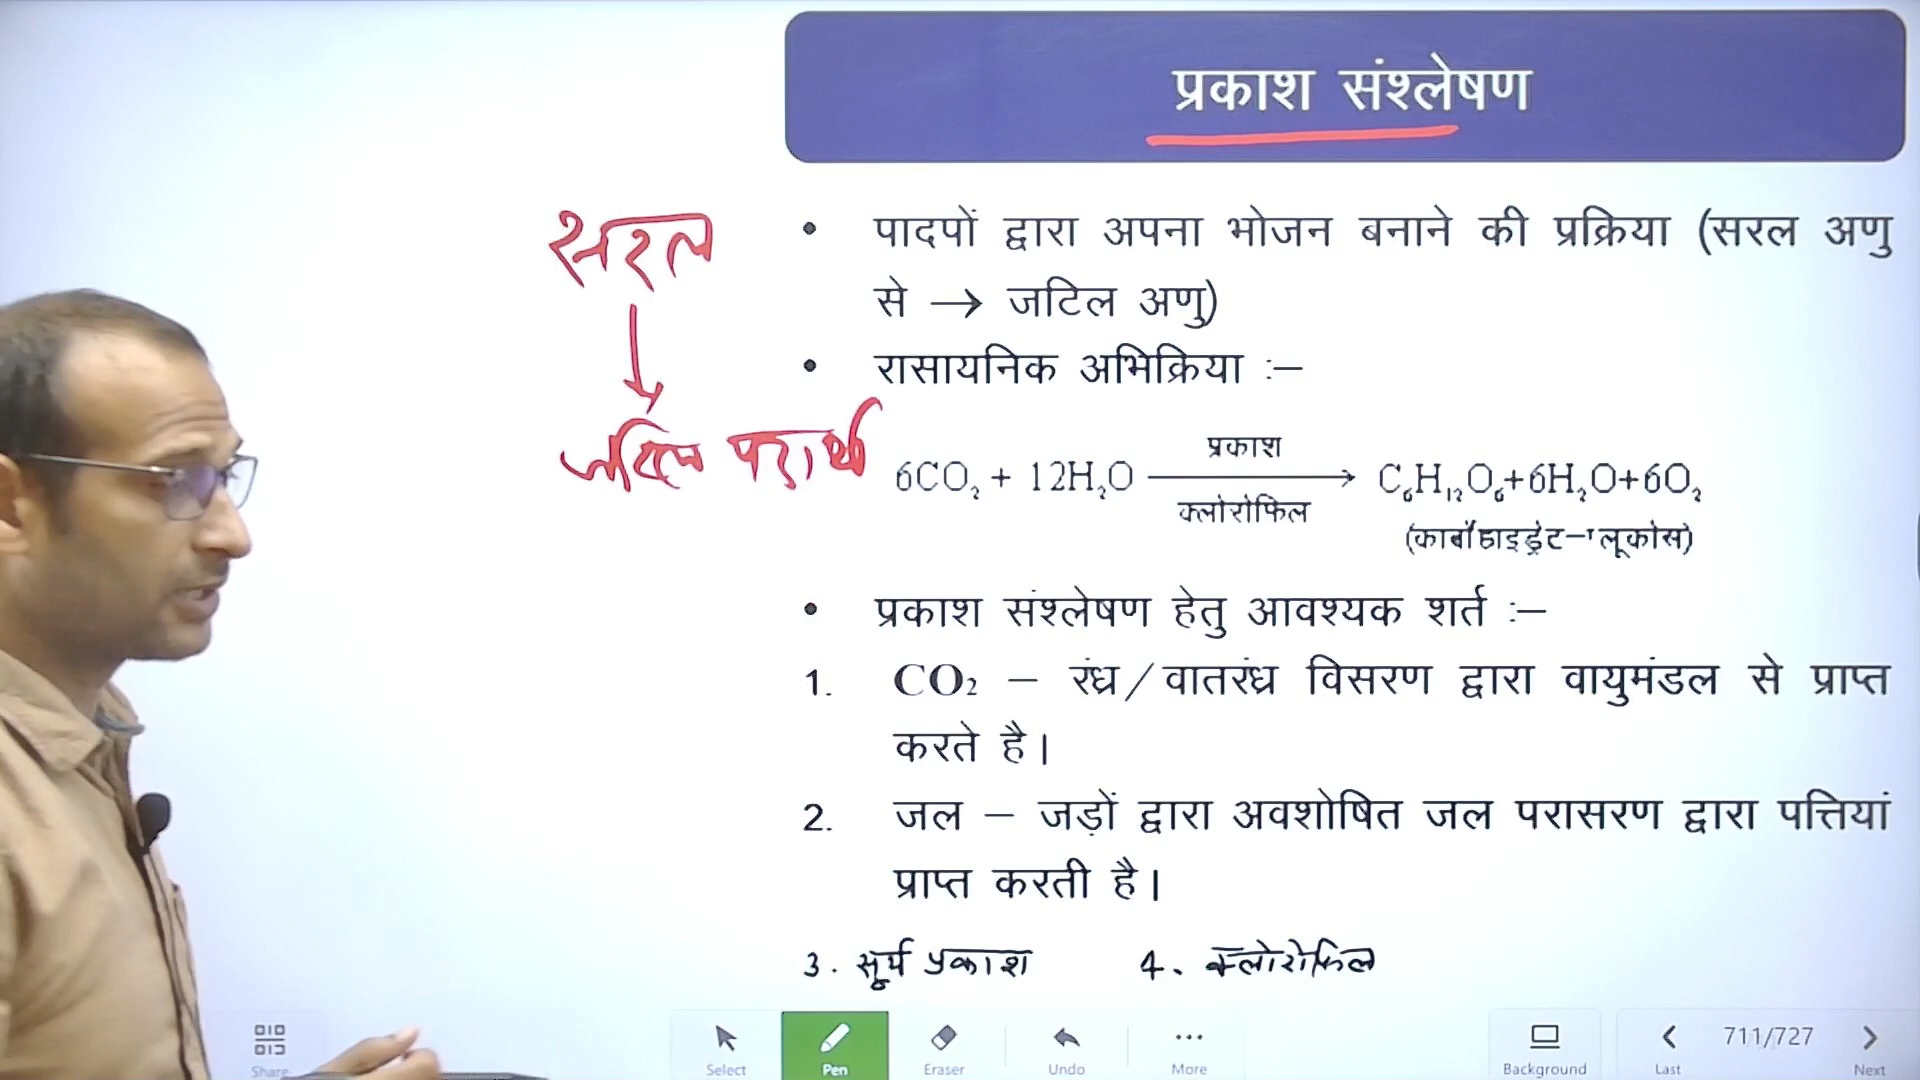 प्रकाश संश्लेषण
सरल
↓
जटिल पदार्थ
• पादपों द्वारा अपना भोजन बनाने की प्रक्रिया (सरल अणु
से → जटिल अणु)
• रासायनिक अभिक्रिया :–
प्रकाश
6CO₂ + 12H₂O ⟶ C₆H₁₂O₆+6H₂O+6O₂
क्लोरोफिल
(कार्बोहाइड्रेट–ग्लूकोस)
• प्रकाश संश्लेषण हेतु आवश्यक शर्त :–
1. CO₂ – रंध्र/वातरंध्र विसरण द्वारा वायुमंडल से प्राप्त
करते है।
2. जल – जड़ों द्वारा अवशोषित जल परासरण द्वारा पत्तियां
प्राप्त करती है।
3. सूर्य प्रकाश 4. क्लोरोफिल
Share Select Pen Eraser Undo More Background Last 711/727 Next